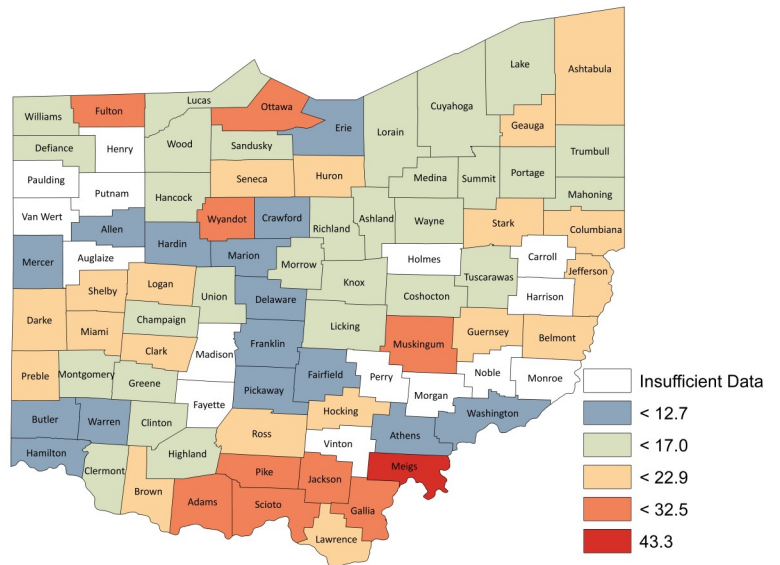 Lake
Ashtabula
Lucas
Fulton
Williams
Ottawa
Cuyahoga
Geauga
Erie
Lorain
Wood
Henry
Defiance
Sandusky
Trumbull
Portage
Medina
Summit
Huron
Seneca
Paulding
Putnam
Mahoning
Hancock
Van Wert
Wyandot
Crawford
Ashland
Wayne
Richland
Stark
Allen
Columbiana
Hardin
Marion
Holmes
Carroll
Mercer
Auglaize
Morrow
Jefferson
Tuscarawas
Knox
Logan
Shelby
Union
Coshocton
Harrison
Delaware
Darke
Champaign
Licking
Miami
Guernsey
Belmont
Franklin
Muskingum
Clark
Madison
Noble
Preble
Montgomery
Fairfield
Perry
Monroe
Greene
Pickaway
Morgan
Fayette
Hocking
Washington
Butler
Warren
Clinton
Ross
Athens
Vinton
Hamilton
Highland
Meigs
Clermont
Pike
Jackson
Brown
Adams
Scioto
Gallia
Lawrence
Insufficient Data
< 12.7
< 17.0
< 22.9
< 32.5
43.3